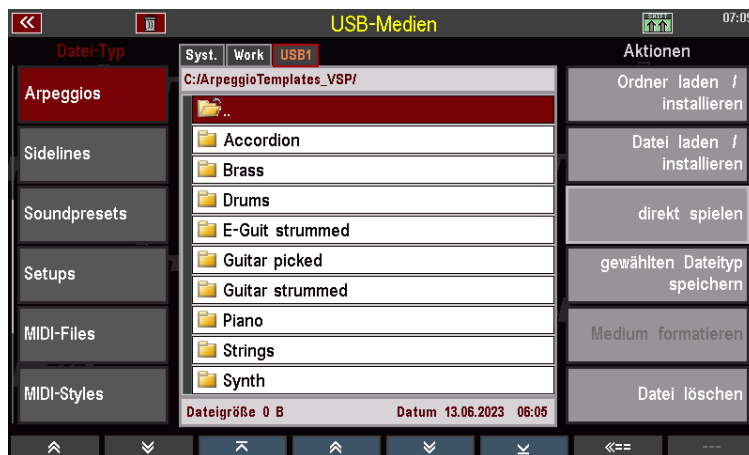 USB-Medien
SHIFT
07:09
Datei-Typ
Arpeggios
Sidelines
Soundpresets
Setups
MIDI-Files
MIDI-Styles
Syst. Work USB1
C:/ArpeggioTemplates_VSP/
..
Accordion
Brass
Drums
E-Guit strummed
Guitar picked
Guitar strummed
Piano
Strings
Synth
Dateigröße 0 B Datum 13.06.2023 06:05
Aktionen
Ordner laden /
installieren
Datei laden /
installieren
direkt spielen
gewählten Dateityp
speichern
Medium formatieren
Datei löschen
«==
---